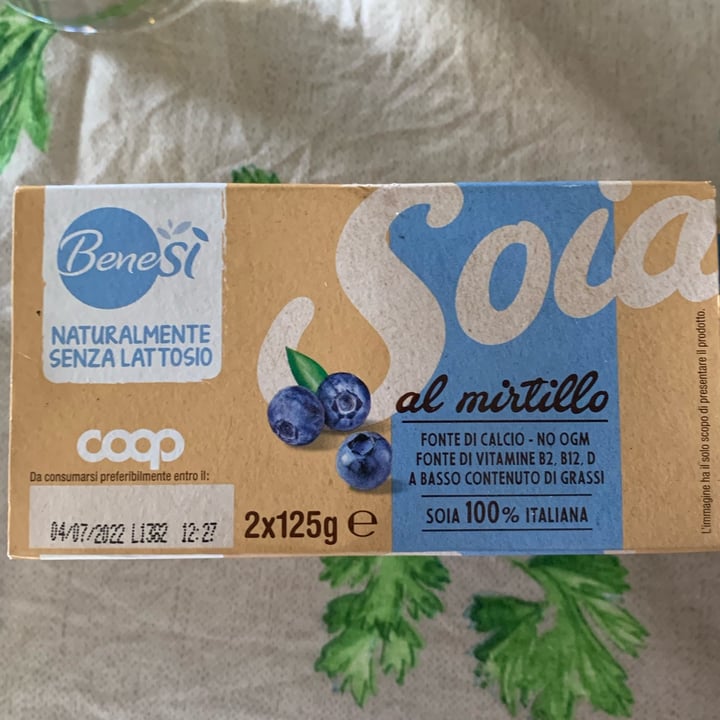 BeneSì
NATURALMENTE
SENZA LATTOSIO
coop
Da consumarsi preferibilmente entro il:
04/07/2022 L1362 12:27
2x125g e
Soia
al mirtillo
FONTE DI CALCIO - NO OGM
FONTE DI VITAMINE B2, B12, D
A BASSO CONTENUTO DI GRASSI
SOIA 100% ITALIANA
L'immagine ha il solo scopo di presentare il prodotto.